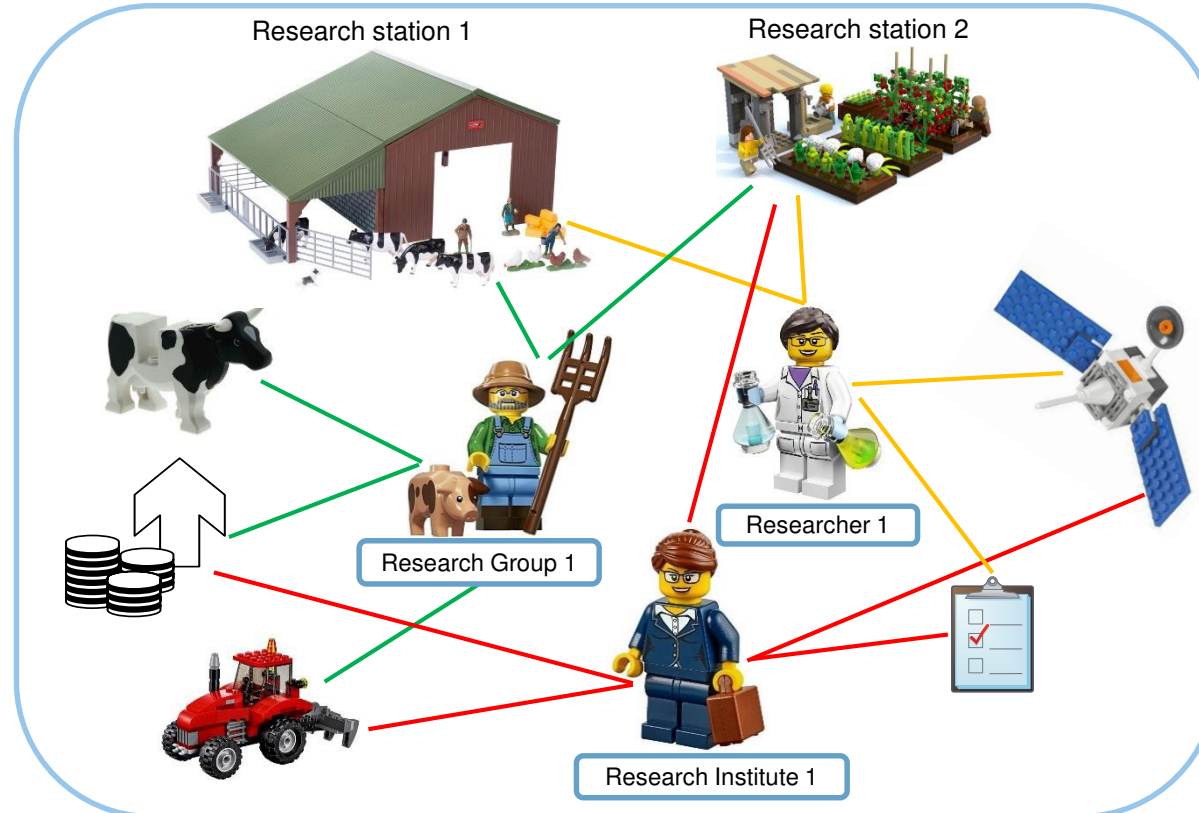 Research station 1
Research station 2
Researcher 1
Research Group 1
Research Institute 1